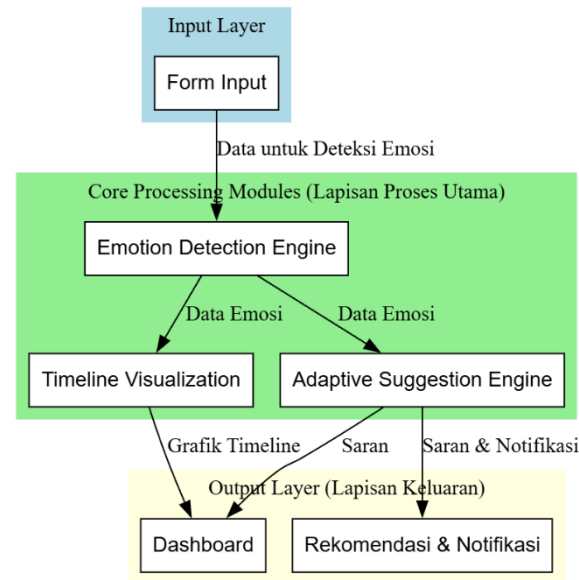 Input Layer
Form Input
Data untuk Deteksi Emosi
Core Processing Modules (Lapisan Proses Utama)
Emotion Detection Engine
Data Emosi
Data Emosi
Timeline Visualization
Adaptive Suggestion Engine
Grafik Timeline
Saran
Saran & Notifikasi
Output Layer (Lapisan Keluaran)
Dashboard
Rekomendasi & Notifikasi